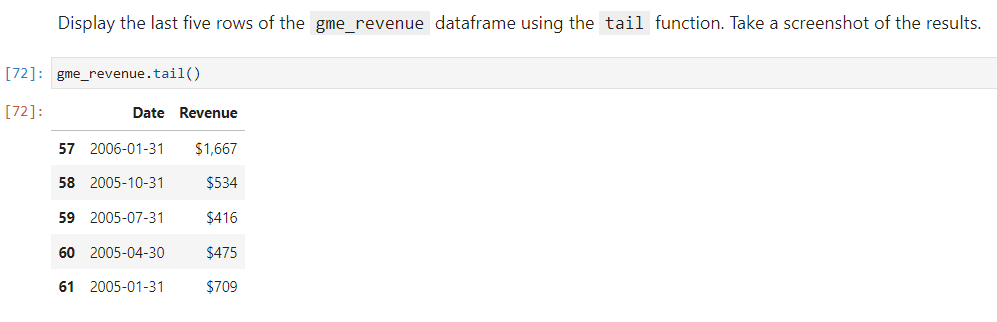 Display the last five rows of the gme_revenue dataframe using the tail function. Take a screenshot of the results.
[72]: gme_revenue.tail()
[72]:
Date Revenue
57 2006-01-31 $1,667
58 2005-10-31 $534
59 2005-07-31 $416
60 2005-04-30 $475
61 2005-01-31 $709